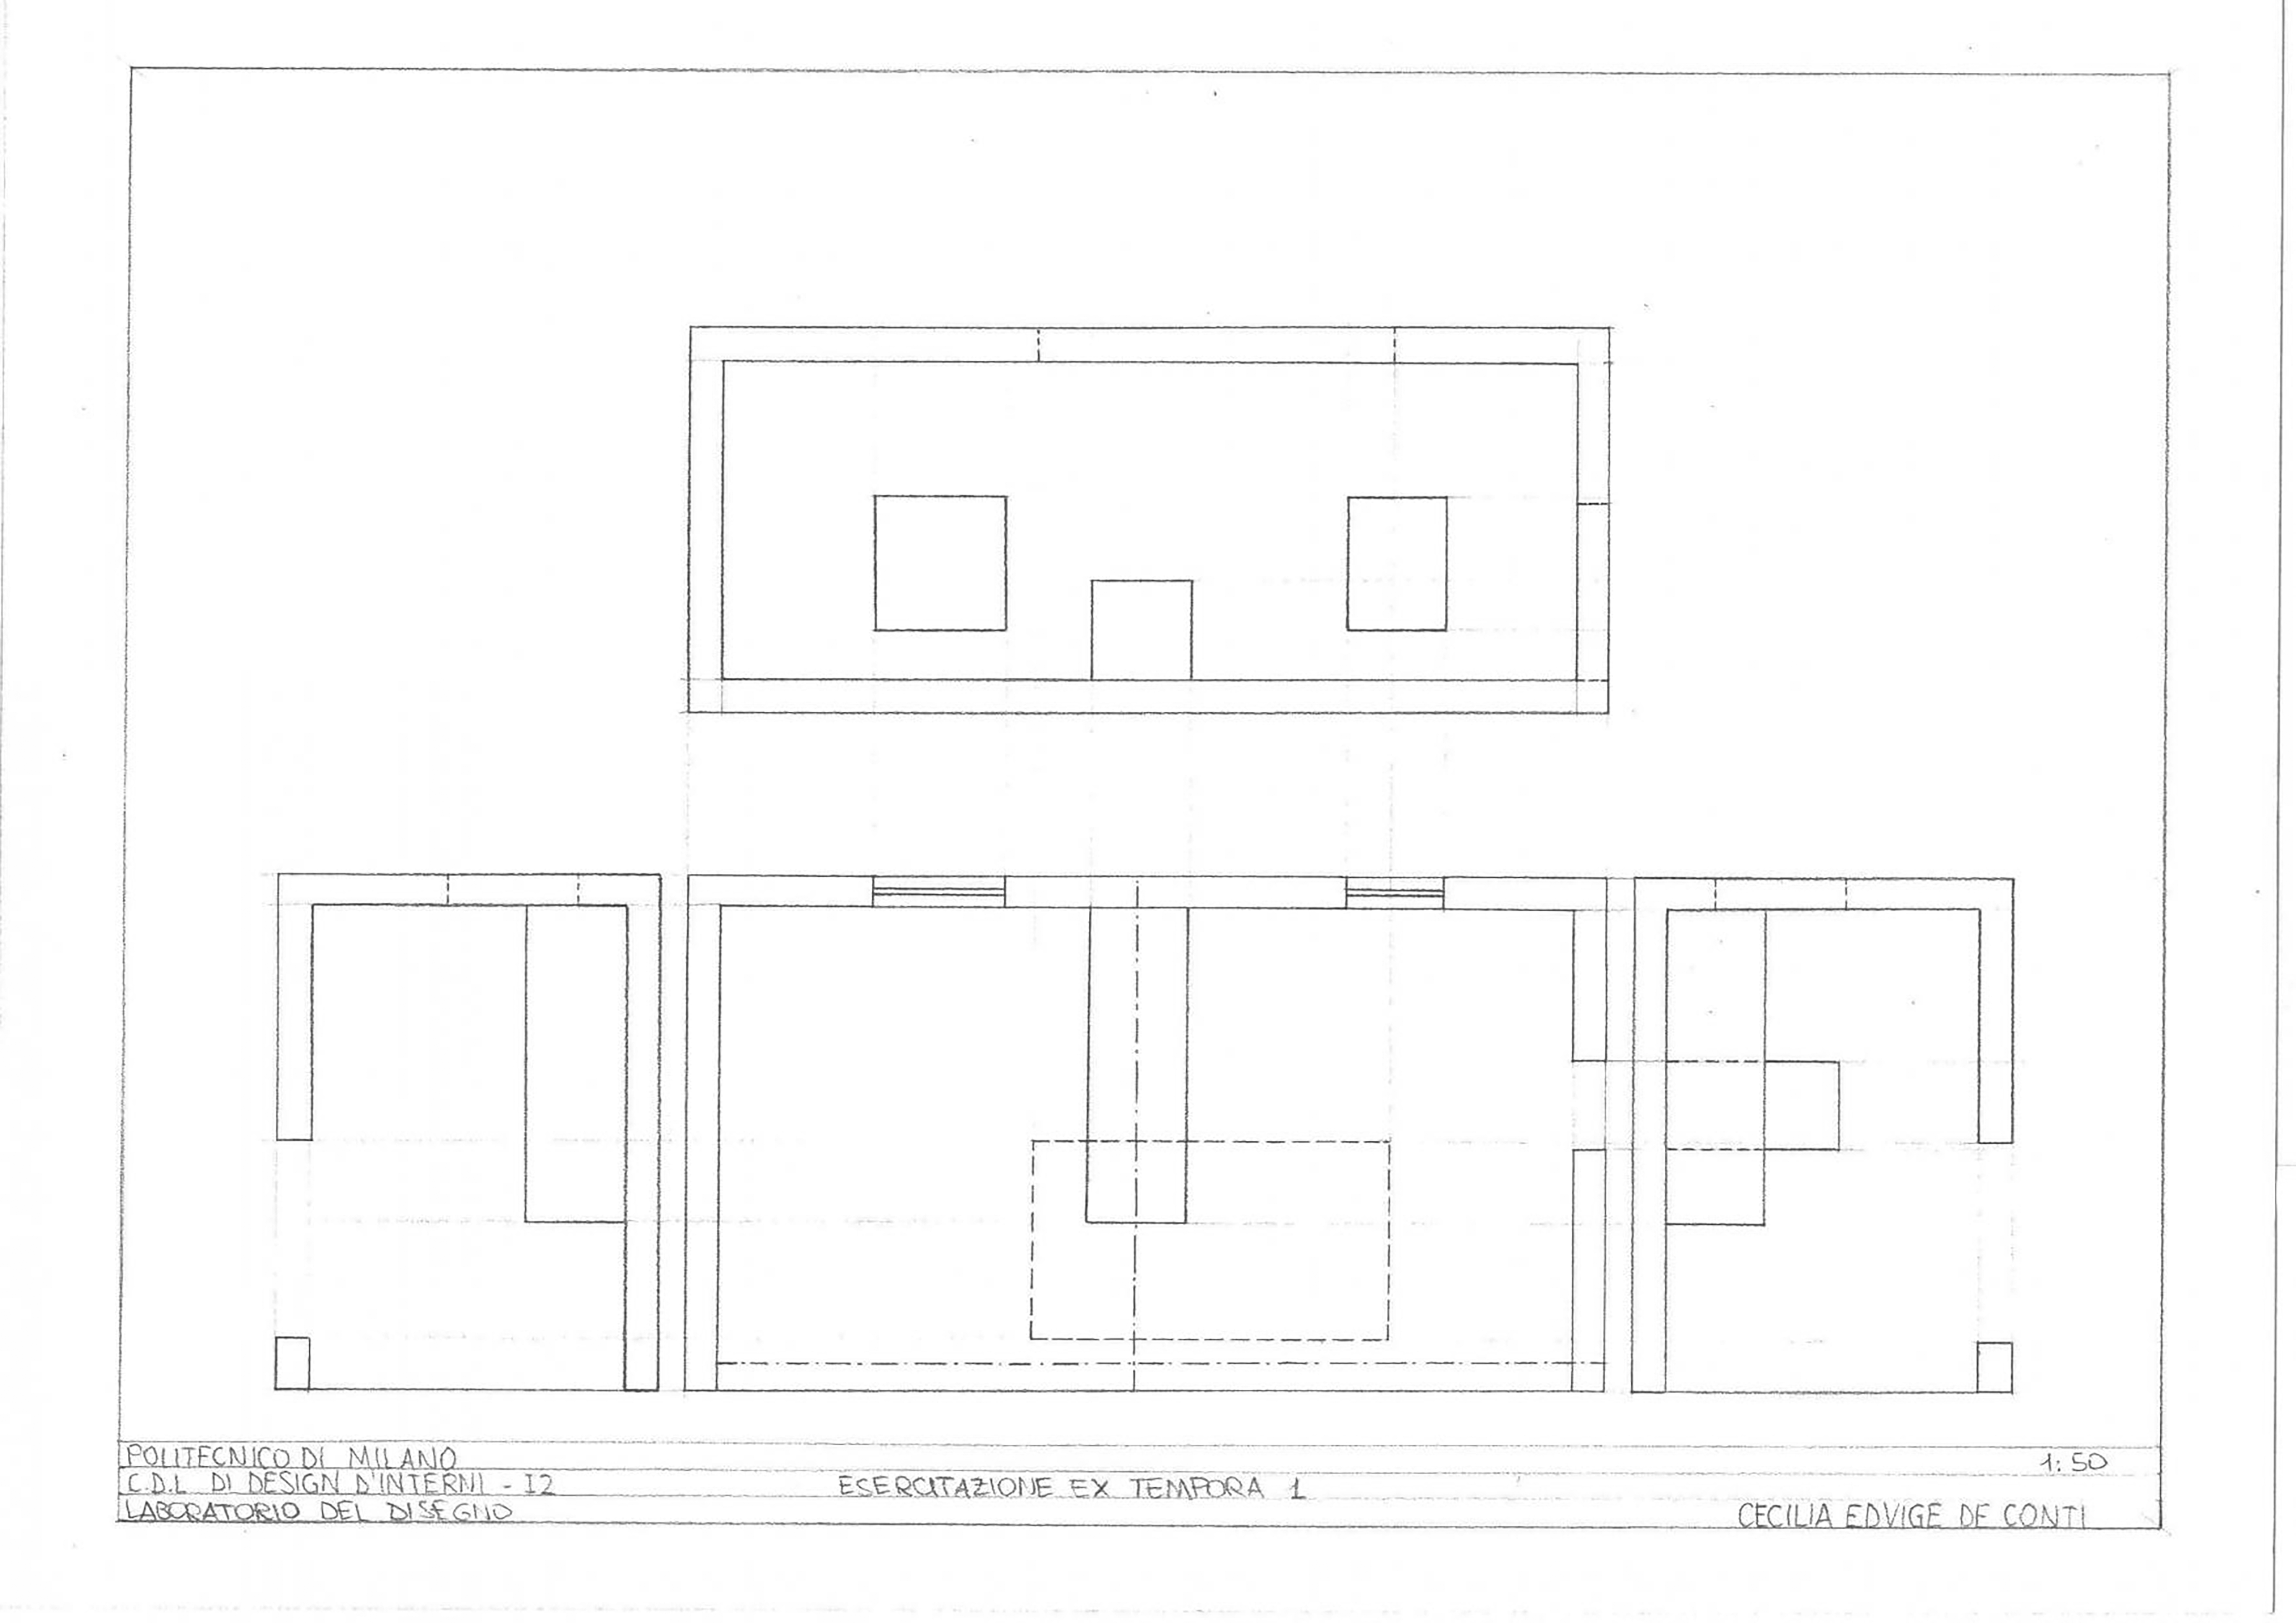 POLITECNICO DI MILANO
C.D.L DI DESIGN D'INTERNI - I2
LABORATORIO DEL DISEGNO
ESERCITAZIONE EX TEMPORA 1
1:50
CECILIA EDVIGE DE CONTI